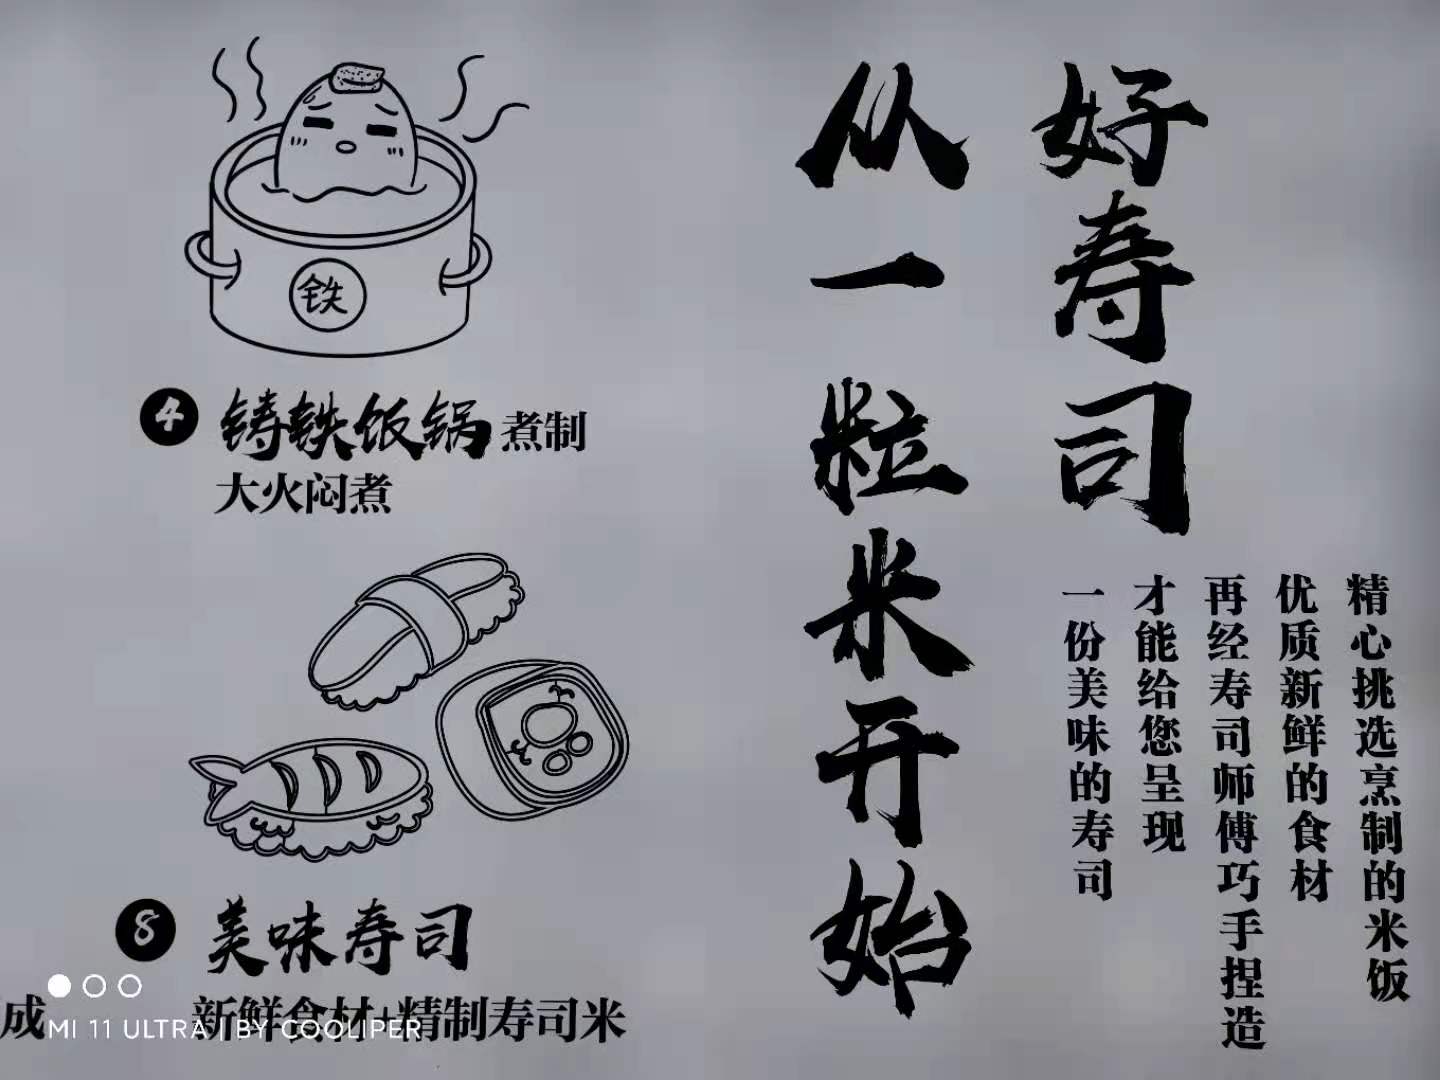 好寿司
从一粒米开始
精心挑选烹制的米饭
优质新鲜的食材
再经寿司师傅巧手捏造
才能给您呈现
一份美味的寿司
铁
4 铸铁饭锅煮制
大火闷煮
8 美味寿司
成
新鲜食材+精制寿司米
MI 11 ULTRA | BY COOLIPER